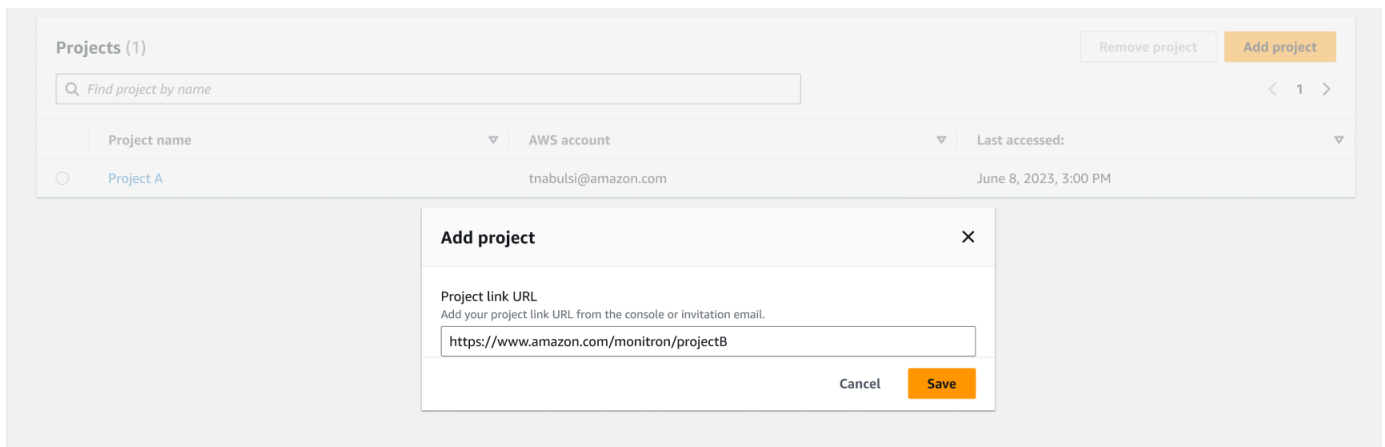 Projects (1)
Remove project
Add project
Find project by name
1
Project name
AWS account
Last accessed:
Project A
tnabulsi@amazon.com
June 8, 2023, 3:00 PM
Add project
Project link URL
Add your project link URL from the console or invitation email.
https://www.amazon.com/monitron/projectB
Cancel
Save